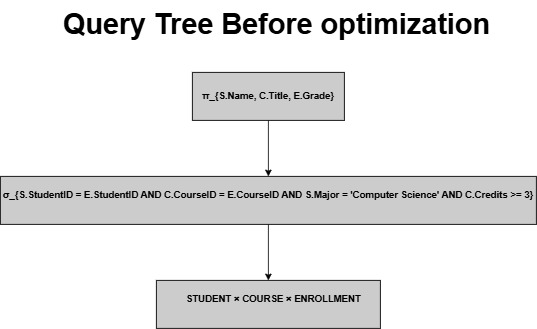 Query Tree Before optimization
π_{S.Name, C.Title, E.Grade}
σ_{S.StudentID = E.StudentID AND C.CourseID = E.CourseID AND S.Major = 'Computer Science' AND C.Credits >= 3}
STUDENT × COURSE × ENROLLMENT